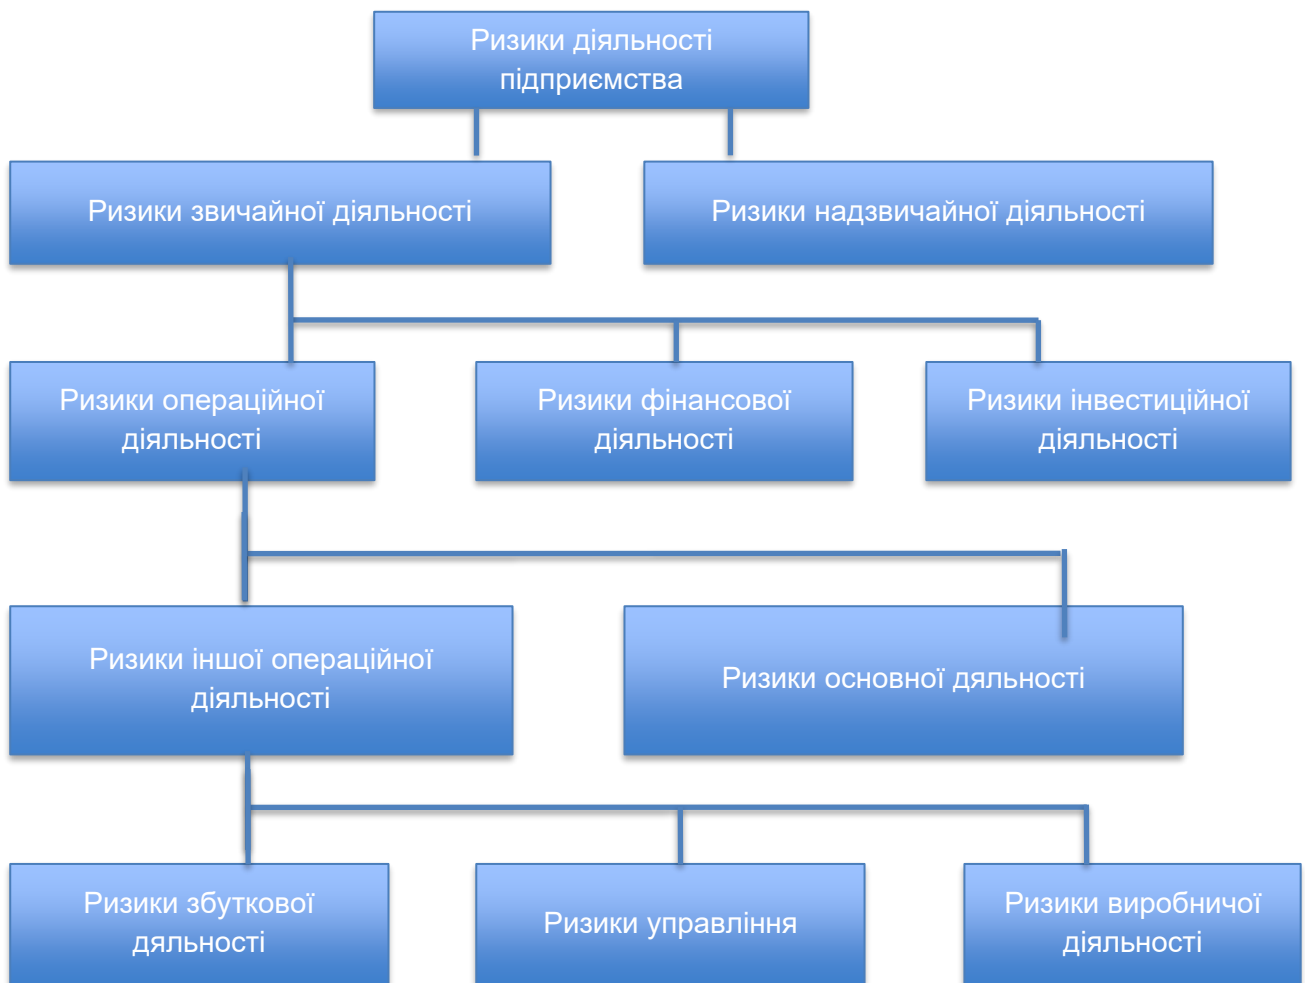 Ризики діяльності
підприємства
Ризики звичайної діяльності
Ризики надзвичайної діяльності
Ризики операційної
діяльності
Ризики фінансової
діяльності
Ризики інвестиційної
діяльності
Ризики іншої операційної
діяльності
Ризики основної дяльності
Ризики збуткової
дяльності
Ризики управління
Ризики виробничої
діяльності